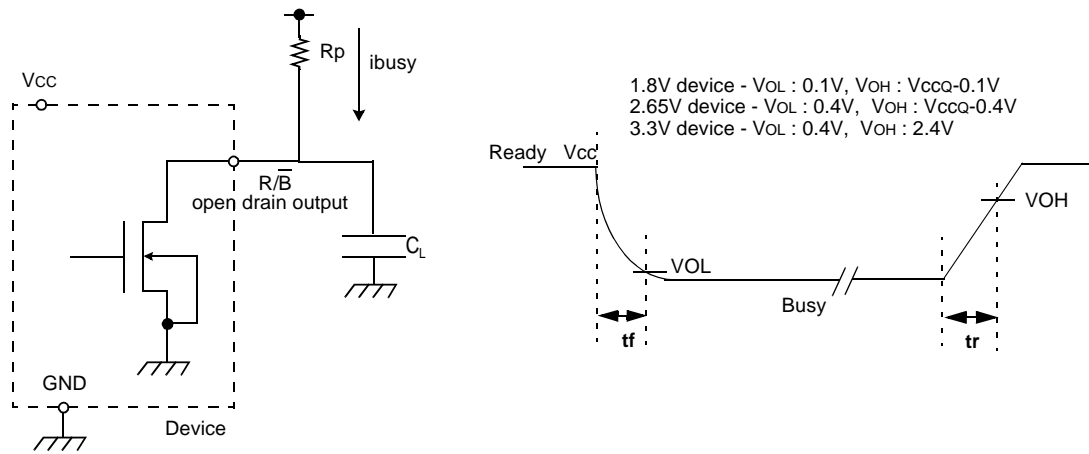 Rp
ibusy
VCC
R/B̅
open drain output
CL
GND
Device
1.8V device - VOL : 0.1V, VOH : VCCQ-0.1V
2.65V device - VOL : 0.4V, VOH : VCCQ-0.4V
3.3V device - VOL : 0.4V, VOH : 2.4V
Ready Vcc
VOH
VOL
Busy
tf
tr